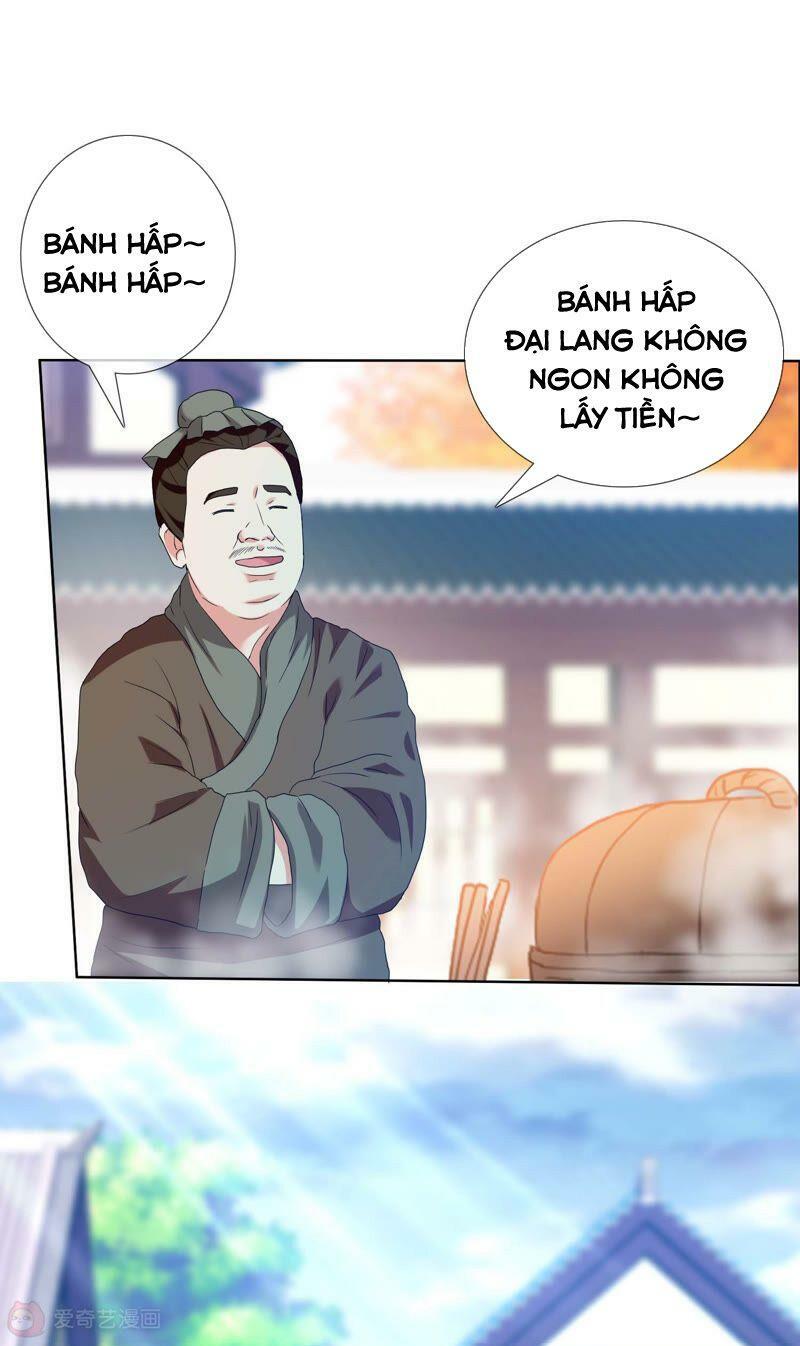 BÁNH HẤP~
BÁNH HẤP~
BÁNH HẤP
ĐẠI LANG KHÔNG
NGON KHÔNG
LẤY TIỀN~
爱奇艺漫画